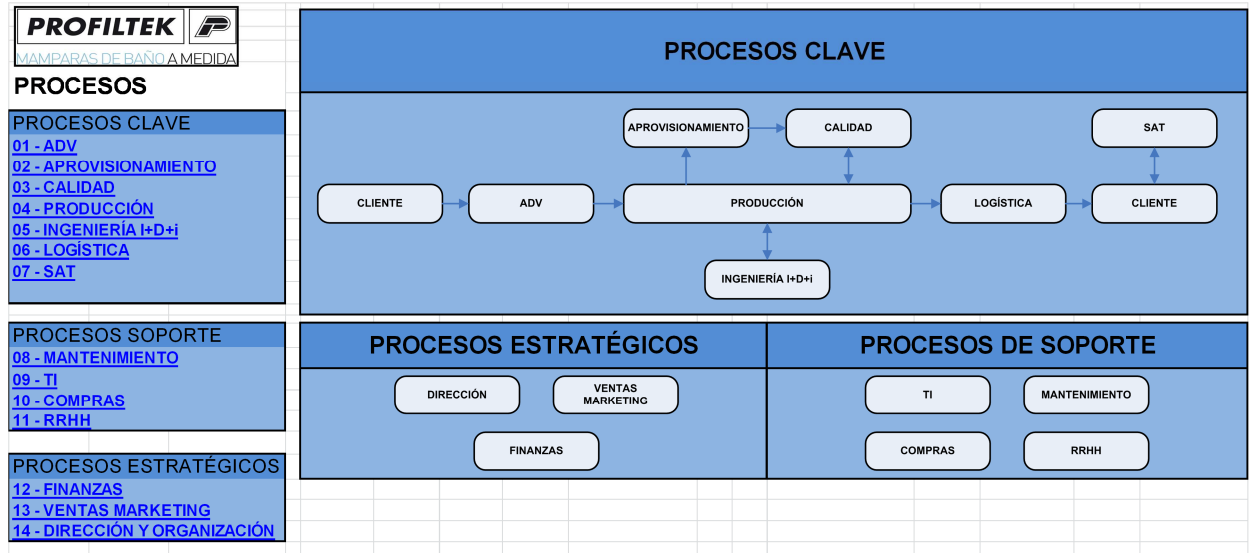 PROFILTEK
MAMPARAS DE BAÑO A MEDIDA
PROCESOS
PROCESOS CLAVE
01 - ADV
02 - APROVISIONAMIENTO
03 - CALIDAD
04 - PRODUCCIÓN
05 - INGENIERÍA I+D+i
06 - LOGÍSTICA
07 - SAT
PROCESOS SOPORTE
08 - MANTENIMIENTO
09 - TI
10 - COMPRAS
11 - RRHH
PROCESOS ESTRATÉGICOS
12 - FINANZAS
13 - VENTAS MARKETING
14 - DIRECCIÓN Y ORGANIZACIÓN
PROCESOS CLAVE
APROVISIONAMIENTO
CALIDAD
SAT
CLIENTE
ADV
PRODUCCIÓN
LOGÍSTICA
CLIENTE
INGENIERÍA I+D+i
PROCESOS ESTRATÉGICOS
DIRECCIÓN
VENTAS
MARKETING
FINANZAS
PROCESOS DE SOPORTE
TI
MANTENIMIENTO
COMPRAS
RRHH